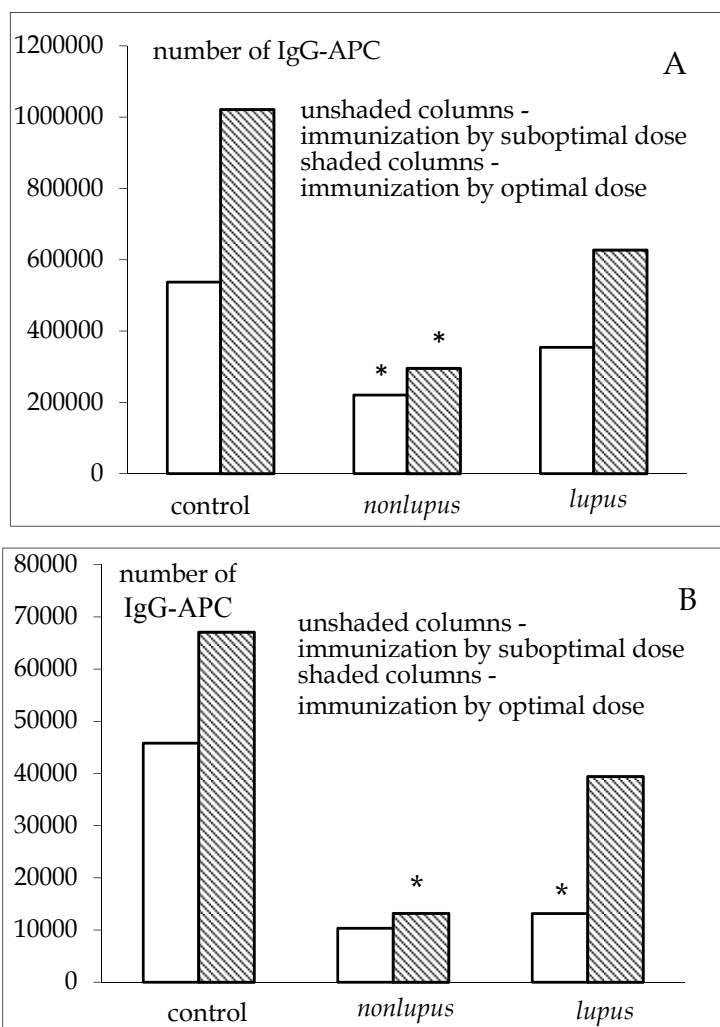 number of IgG-APC
A
unshaded columns -
immunization by suboptimal dose
shaded columns -
immunization by optimal dose
1200000
1000000
800000
600000
400000
200000
0
*
*
control
nonlupus
lupus
number of
IgG-APC
B
unshaded columns -
immunization by suboptimal dose
shaded columns -
immunization by optimal dose
80000
70000
60000
50000
40000
30000
20000
10000
0
*
*
control
nonlupus
lupus